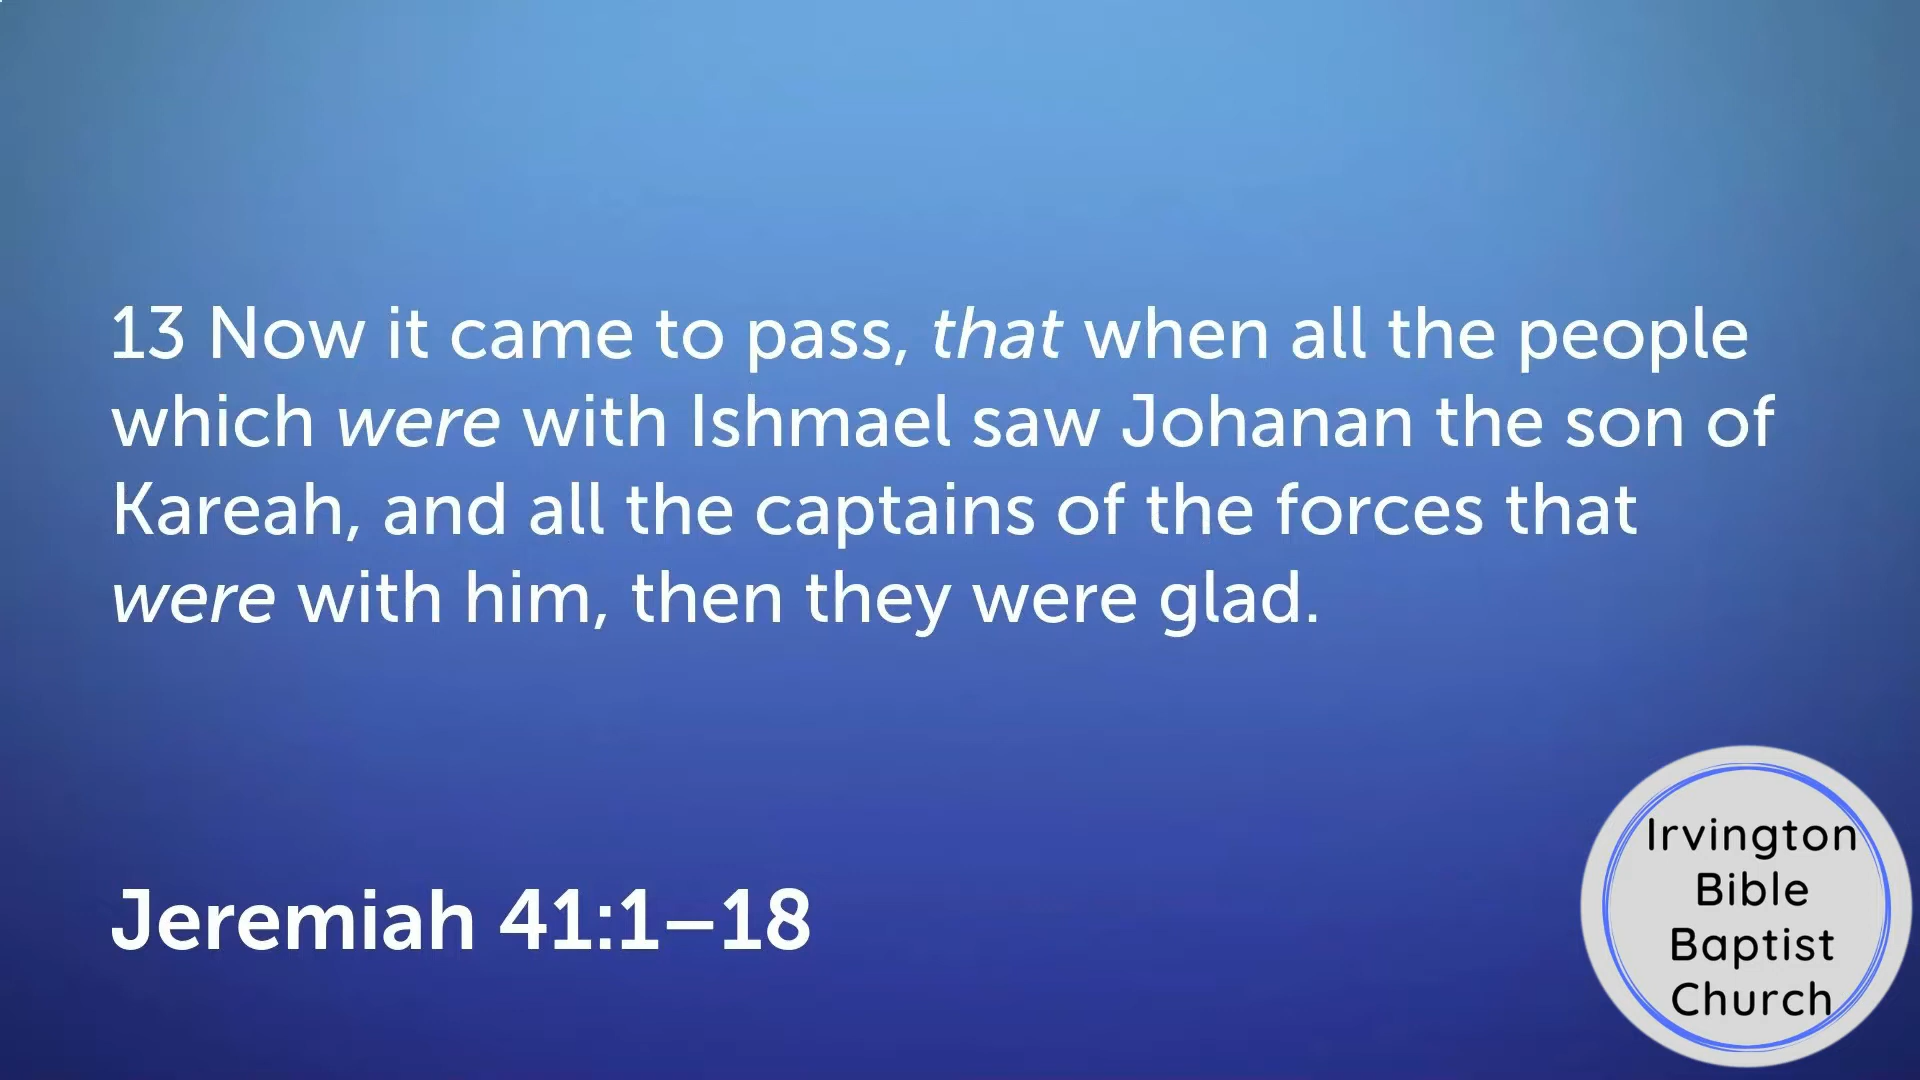 13 Now it came to pass, that when all the people
which were with Ishmael saw Johanan the son of
Kareah, and all the captains of the forces that
were with him, then they were glad.
Jeremiah 41:1–18
Irvington
Bible
Baptist
Church